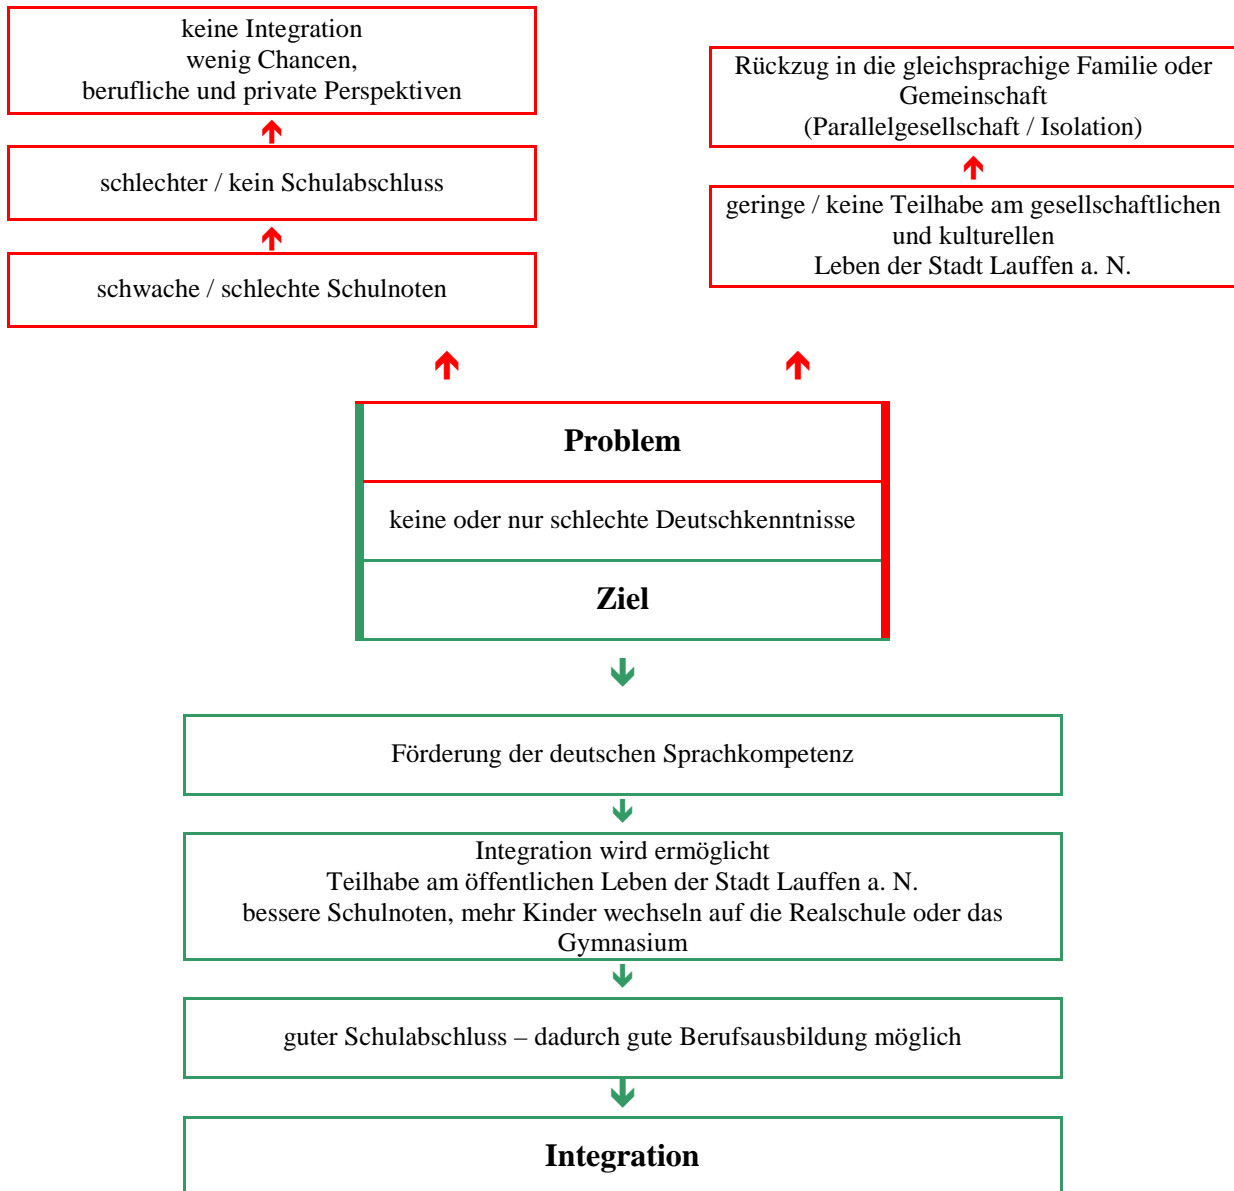 keine Integration
wenig Chancen,
berufliche und private Perspektiven
schlechter / kein Schulabschluss
schwache / schlechte Schulnoten
Rückzug in die gleichsprachige Familie oder
Gemeinschaft
(Parallelgesellschaft / Isolation)
geringe / keine Teilhabe am gesellschaftlichen
und kulturellen
Leben der Stadt Lauffen a. N.
Problem
keine oder nur schlechte Deutschkenntnisse
Ziel
Förderung der deutschen Sprachkompetenz
Integration wird ermöglicht
Teilhabe am öffentlichen Leben der Stadt Lauffen a. N.
bessere Schulnoten, mehr Kinder wechseln auf die Realschule oder das
Gymnasium
guter Schulabschluss – dadurch gute Berufsausbildung möglich
Integration